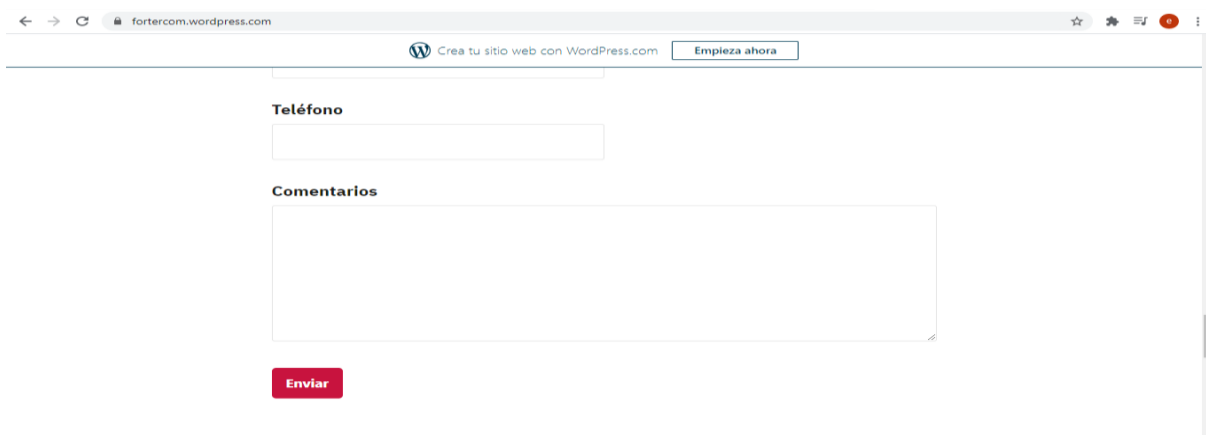 fortercom.wordpress.com
e
Crea tu sitio web con WordPress.com
Empieza ahora
Teléfono
Comentarios
Enviar